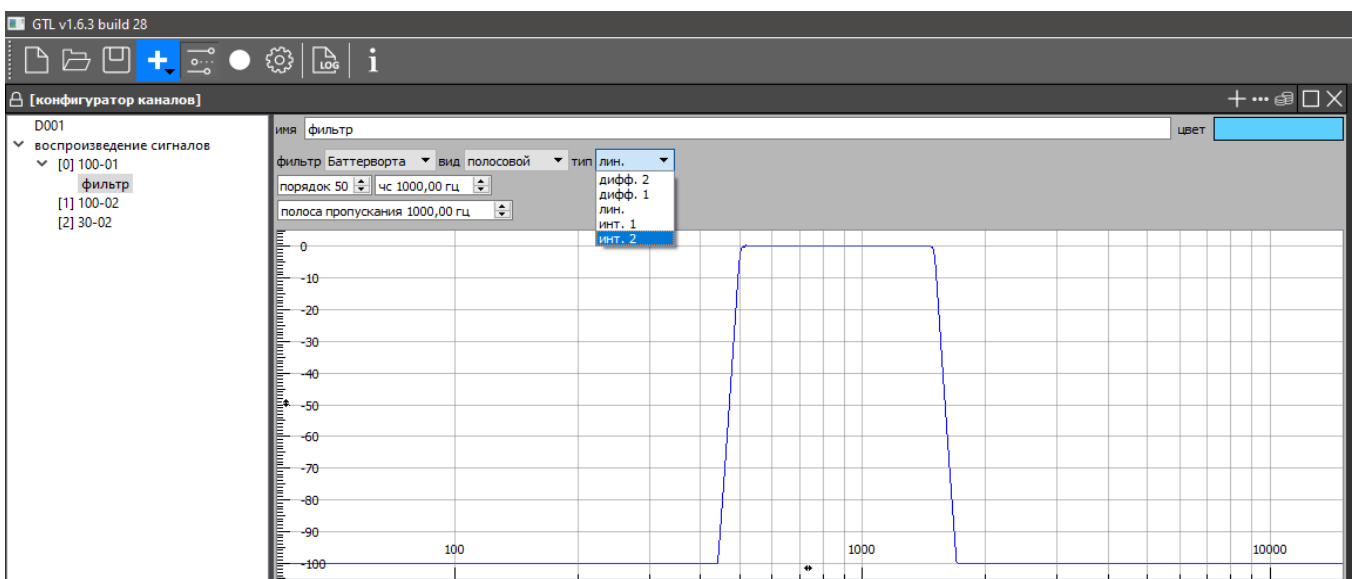 GTL v1.6.3 build 28
LOG
i
[конфигуратор каналов]
D001
воспроизведение сигналов
[0] 100-01
фильтр
[1] 100-02
[2] 30-02
имя фильтр цвет
фильтр Баттерворта вид полосовой тип лин.
дифф. 2
дифф. 1
лин.
инт. 1
инт. 2
порядок 50 чс 1000,00 гц
полоса пропускания 1000,00 гц
0
-10
-20
-30
-40
-50
-60
-70
-80
-90
-100
100 1000 10000